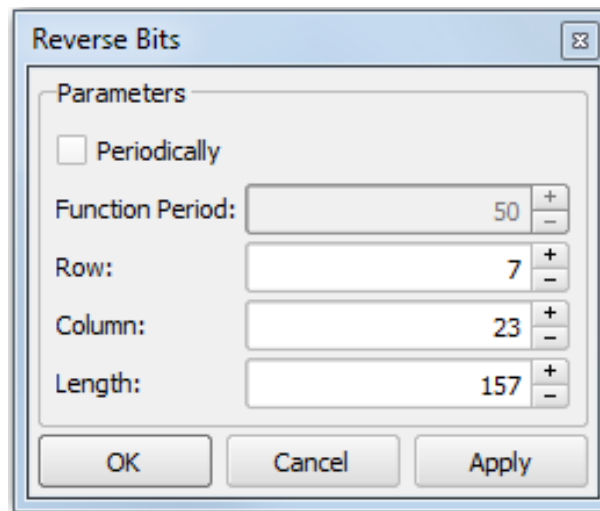 Reverse Bits
Parameters
Periodically
Function Period: 50
Row: 7
Column: 23
Length: 157
OK Cancel Apply